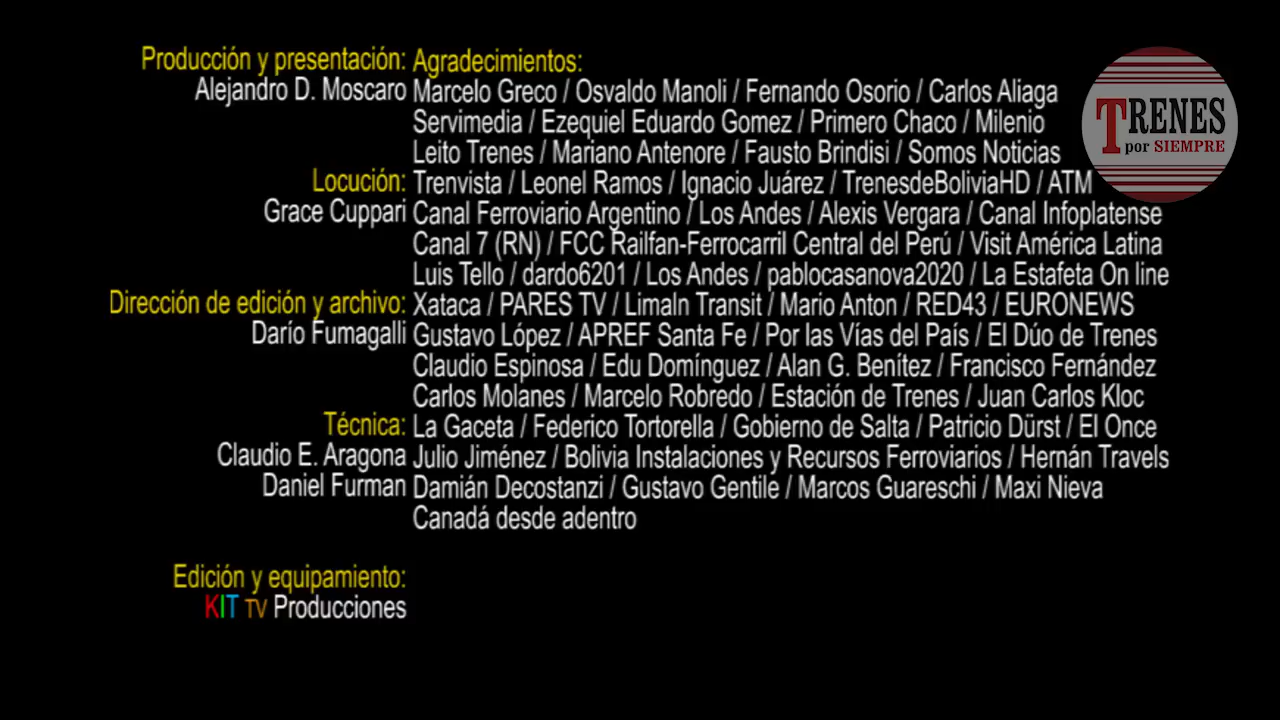 Producción y presentación:
Alejandro D. Moscaro
Locución:
Grace Cuppari
Dirección de edición y archivo:
Darío Fumagalli
Técnica:
Claudio E. Aragona
Daniel Furman
Edición y equipamiento:
KIT TV Producciones
Agradecimientos:
Marcelo Greco / Osvaldo Manoli / Fernando Osorio / Carlos Aliaga
Servimedia / Ezequiel Eduardo Gomez / Primero Chaco / Milenio
Leito Trenes / Mariano Antenore / Fausto Brindisi / Somos Noticias
Trenvista / Leonel Ramos / Ignacio Juárez / TrenesdeBoliviaHD / ATM
Canal Ferroviario Argentino / Los Andes / Alexis Vergara / Canal Infoplatense
Canal 7 (RN) / FCC Railfan-Ferrocarril Central del Perú / Visit América Latina
Luis Tello / dardo6201 / Los Andes / pablocasanova2020 / La Estafeta On line
Xataca / PARES TV / Limaln Transit / Mario Anton / RED43 / EURONEWS
Gustavo López / APREF Santa Fe / Por las Vías del País / El Dúo de Trenes
Claudio Espinosa / Edu Domínguez / Alan G. Benítez / Francisco Fernández
Carlos Molanes / Marcelo Robredo / Estación de Trenes / Juan Carlos Kloc
La Gaceta / Federico Tortorella / Gobierno de Salta / Patricio Dürst / El Once
Julio Jiménez / Bolivia Instalaciones y Recursos Ferroviarios / Hernán Travels
Damián Decostanzi / Gustavo Gentile / Marcos Guareschi / Maxi Nieva
Canadá desde adentro
TRENES
por SIEMPRE